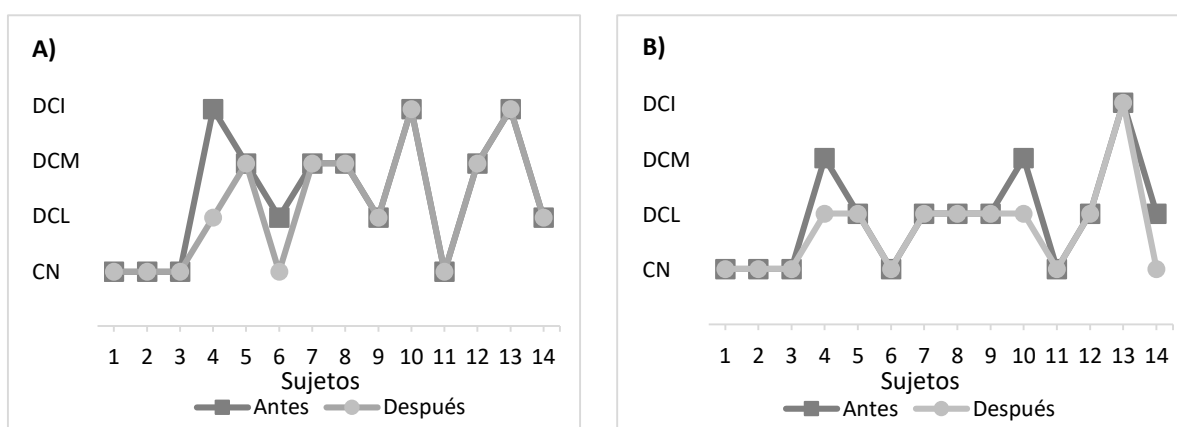 A)
DCI
DCM
DCL
CN
1 2 3 4 5 6 7 8 9 10 11 12 13 14
Sujetos
Antes Después
B)
DCI
DCM
DCL
CN
1 2 3 4 5 6 7 8 9 10 11 12 13 14
Sujetos
Antes Después